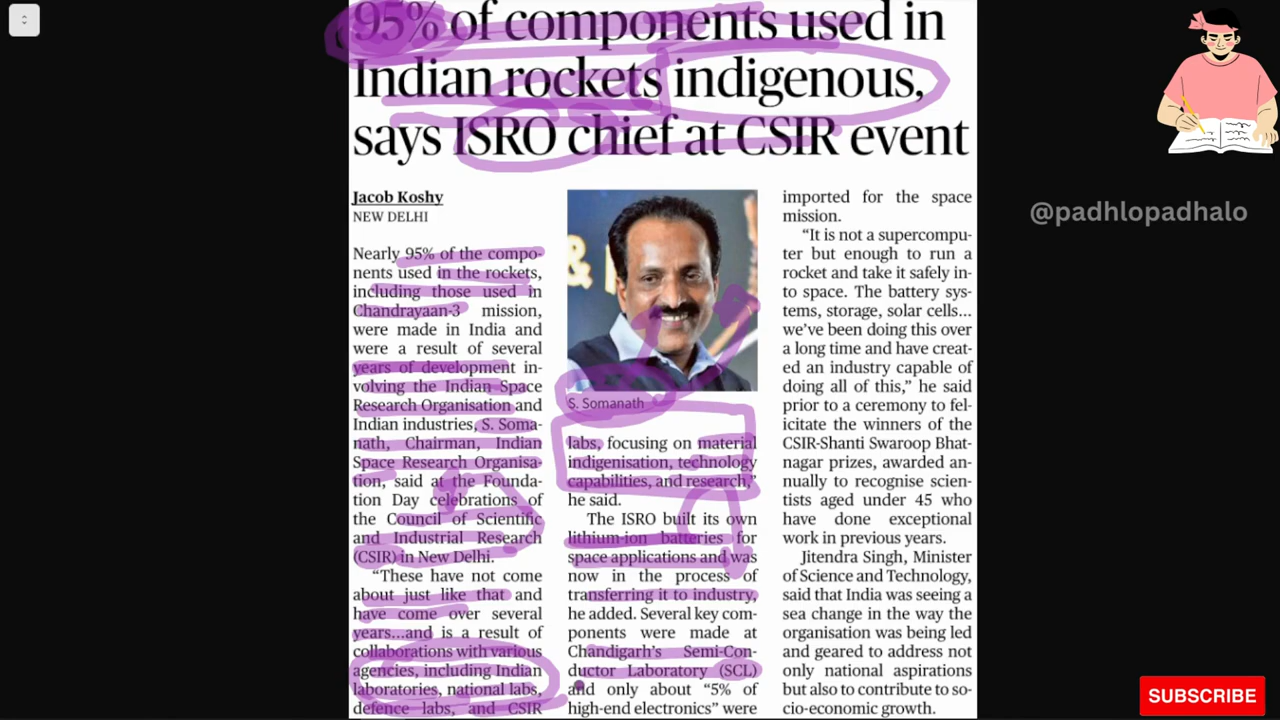 95% of components used in
Indian rockets indigenous,
says ISRO chief at CSIR event
Jacob Koshy
NEW DELHI
Nearly 95% of the compo-
nents used in the rockets,
including those used in
Chandrayaan-3 mission,
were made in India and
were a result of several
years of development in-
volving the Indian Space
Research Organisation and
Indian industries, S. Soma-
nath, Chairman, Indian
Space Research Organisa-
tion, said at the Founda-
tion Day celebrations of
the Council of Scientific
and Industrial Research
(CSIR) in New Delhi.
“These have not come
about just like that and
have come over several
years...and is a result of
collaborations with various
agencies, including Indian
laboratories, national labs,
defence labs, and CSIR
S. Somanath
labs, focusing on material
indigenisation, technology
capabilities, and research,”
he said.
The ISRO built its own
lithium-ion batteries for
space applications and was
now in the process of
transferring it to industry,
he added. Several key com-
ponents were made at
Chandigarh’s Semi-Con-
ductor Laboratory (SCL)
and only about “5% of
high-end electronics” were
imported for the space
mission.
“It is not a supercompu-
ter but enough to run a
rocket and take it safely in-
to space. The battery sys-
tems, storage, solar cells...
we’ve been doing this over
a long time and have creat-
ed an industry capable of
doing all of this,” he said
prior to a ceremony to fel-
icitate the winners of the
CSIR-Shanti Swaroop Bhat-
nagar prizes, awarded an-
nually to recognise scien-
tists aged under 45 who
have done exceptional
work in previous years.
Jitendra Singh, Minister
of Science and Technology,
said that India was seeing a
sea change in the way the
organisation was being led
and geared to address not
only national aspirations
but also to contribute to so-
cio-economic growth.
@padhlopadhalo
SUBSCRIBE